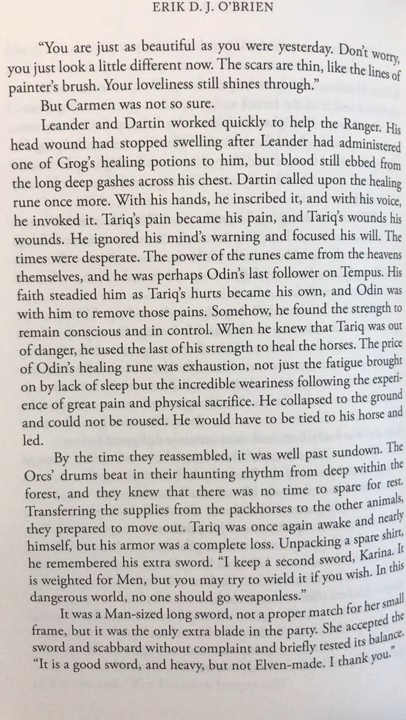 ERIK D. J. O'BRIEN
"You are just as beautiful as you were yesterday. Don't worry,
you just look a little different now. The scars are thin, like the lines of
painter's brush. Your loveliness still shines through."
But Carmen was not so sure.
Leander and Dartin worked quickly to help the Ranger. His
head wound had stopped swelling after Leander had administered
one of Grog's healing potions to him, but blood still ebbed from
the long deep gashes across his chest. Dartin called upon the healing
rune once more. With his hands, he inscribed it, and with his voice,
he invoked it. Tariq's pain became his pain, and Tariq's wounds his
wounds. He ignored his mind's warning and focused his will. The
times were desperate. The power of the runes came from the heavens
themselves, and he was perhaps Odin's last follower on Tempus. His
faith steadied him as Tariq's hurts became his own, and Odin was
with him to remove those pains. Somehow, he found the strength to
remain conscious and in control. When he knew that Tariq was out
of danger, he used the last of his strength to heal the horses. The price
of Odin's healing rune was exhaustion, not just the fatigue brought
on by lack of sleep but the incredible weariness following the experi-
ence of great pain and physical sacrifice. He collapsed to the ground
and could not be roused. He would have to be tied to his horse and
led.
By the time they reassembled, it was well past sundown. The
Orcs' drums beat in their haunting rhythm from deep within the
forest, and they knew that there was no time to spare for rest.
Transferring the supplies from the packhorses to the other animals,
they prepared to move out. Tariq was once again awake and nearly
himself, but his armor was a complete loss. Unpacking a spare shirt,
he remembered his extra sword. "I keep a second sword, Karina. It
is weighted for Men, but you may try to wield it if you wish. In this
dangerous world, no one should go weaponless."
It was a Man-sized long sword, not a proper match for her small
frame, but it was the only extra blade in the party. She accepted the
sword and scabbard without complaint and briefly tested its balance.
"It is a good sword, and heavy, but not Elven-made. I thank you."